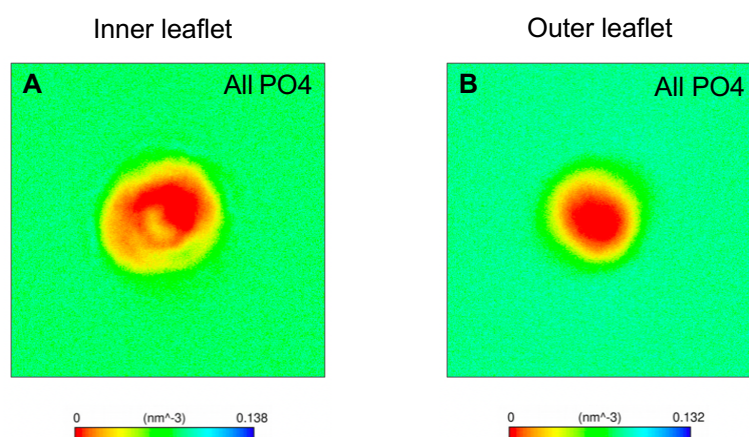 Inner leaflet
Outer leaflet
A
All PO4
B
All PO4
0 (nm^-3) 0.138
0 (nm^-3) 0.132